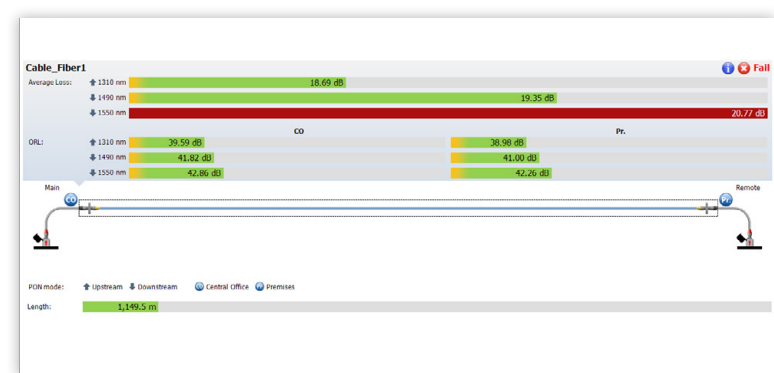 Cable_Fiber1
Fail
Average Loss:
1310 nm 18.69 dB
1490 nm 19.35 dB
1550 nm 20.77 dB
CO Pr.
ORL:
1310 nm 39.59 dB 38.98 dB
1490 nm 41.82 dB 41.00 dB
1550 nm 42.86 dB 42.26 dB
Main Remote
CO Pr
PON mode: Upstream Downstream Central Office Premises
Length: 1,149.5 m